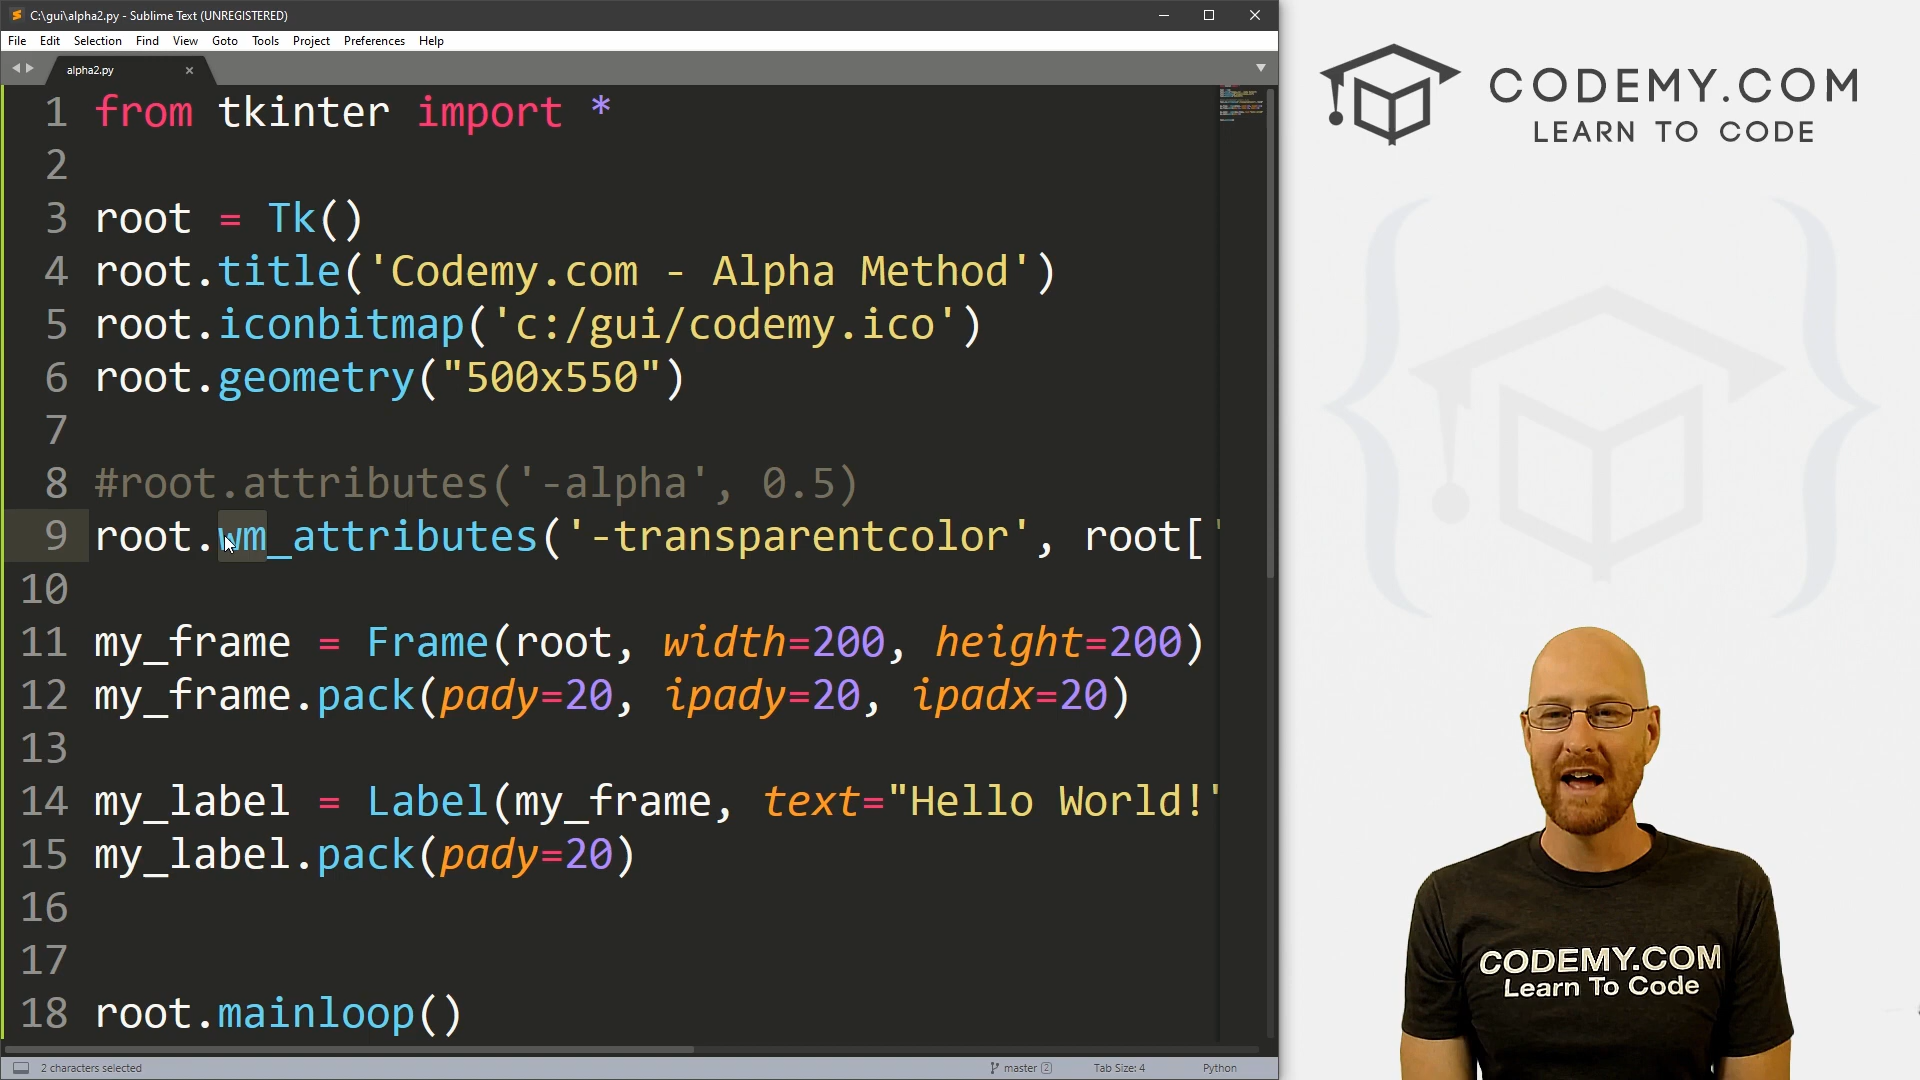 C:\gui\alpha2.py - Sublime Text (UNREGISTERED)
File Edit Selection Find View Goto Tools Project Preferences Help
alpha2.py
1 from tkinter import *
2
3 root = Tk()
4 root.title('Codemy.com - Alpha Method')
5 root.iconbitmap('c:/gui/codemy.ico')
6 root.geometry("500x550")
7
8 #root.attributes('-alpha', 0.5)
9 root.wm_attributes('-transparentcolor', root['
10
11 my_frame = Frame(root, width=200, height=200)
12 my_frame.pack(pady=20, ipady=20, ipadx=20)
13
14 my_label = Label(my_frame, text="Hello World!"
15 my_label.pack(pady=20)
16
17
18 root.mainloop()
2 characters selected
master 2
Tab Size: 4
Python
CODEMY.COM
LEARN TO CODE
CODEMY.COM
Learn To Code